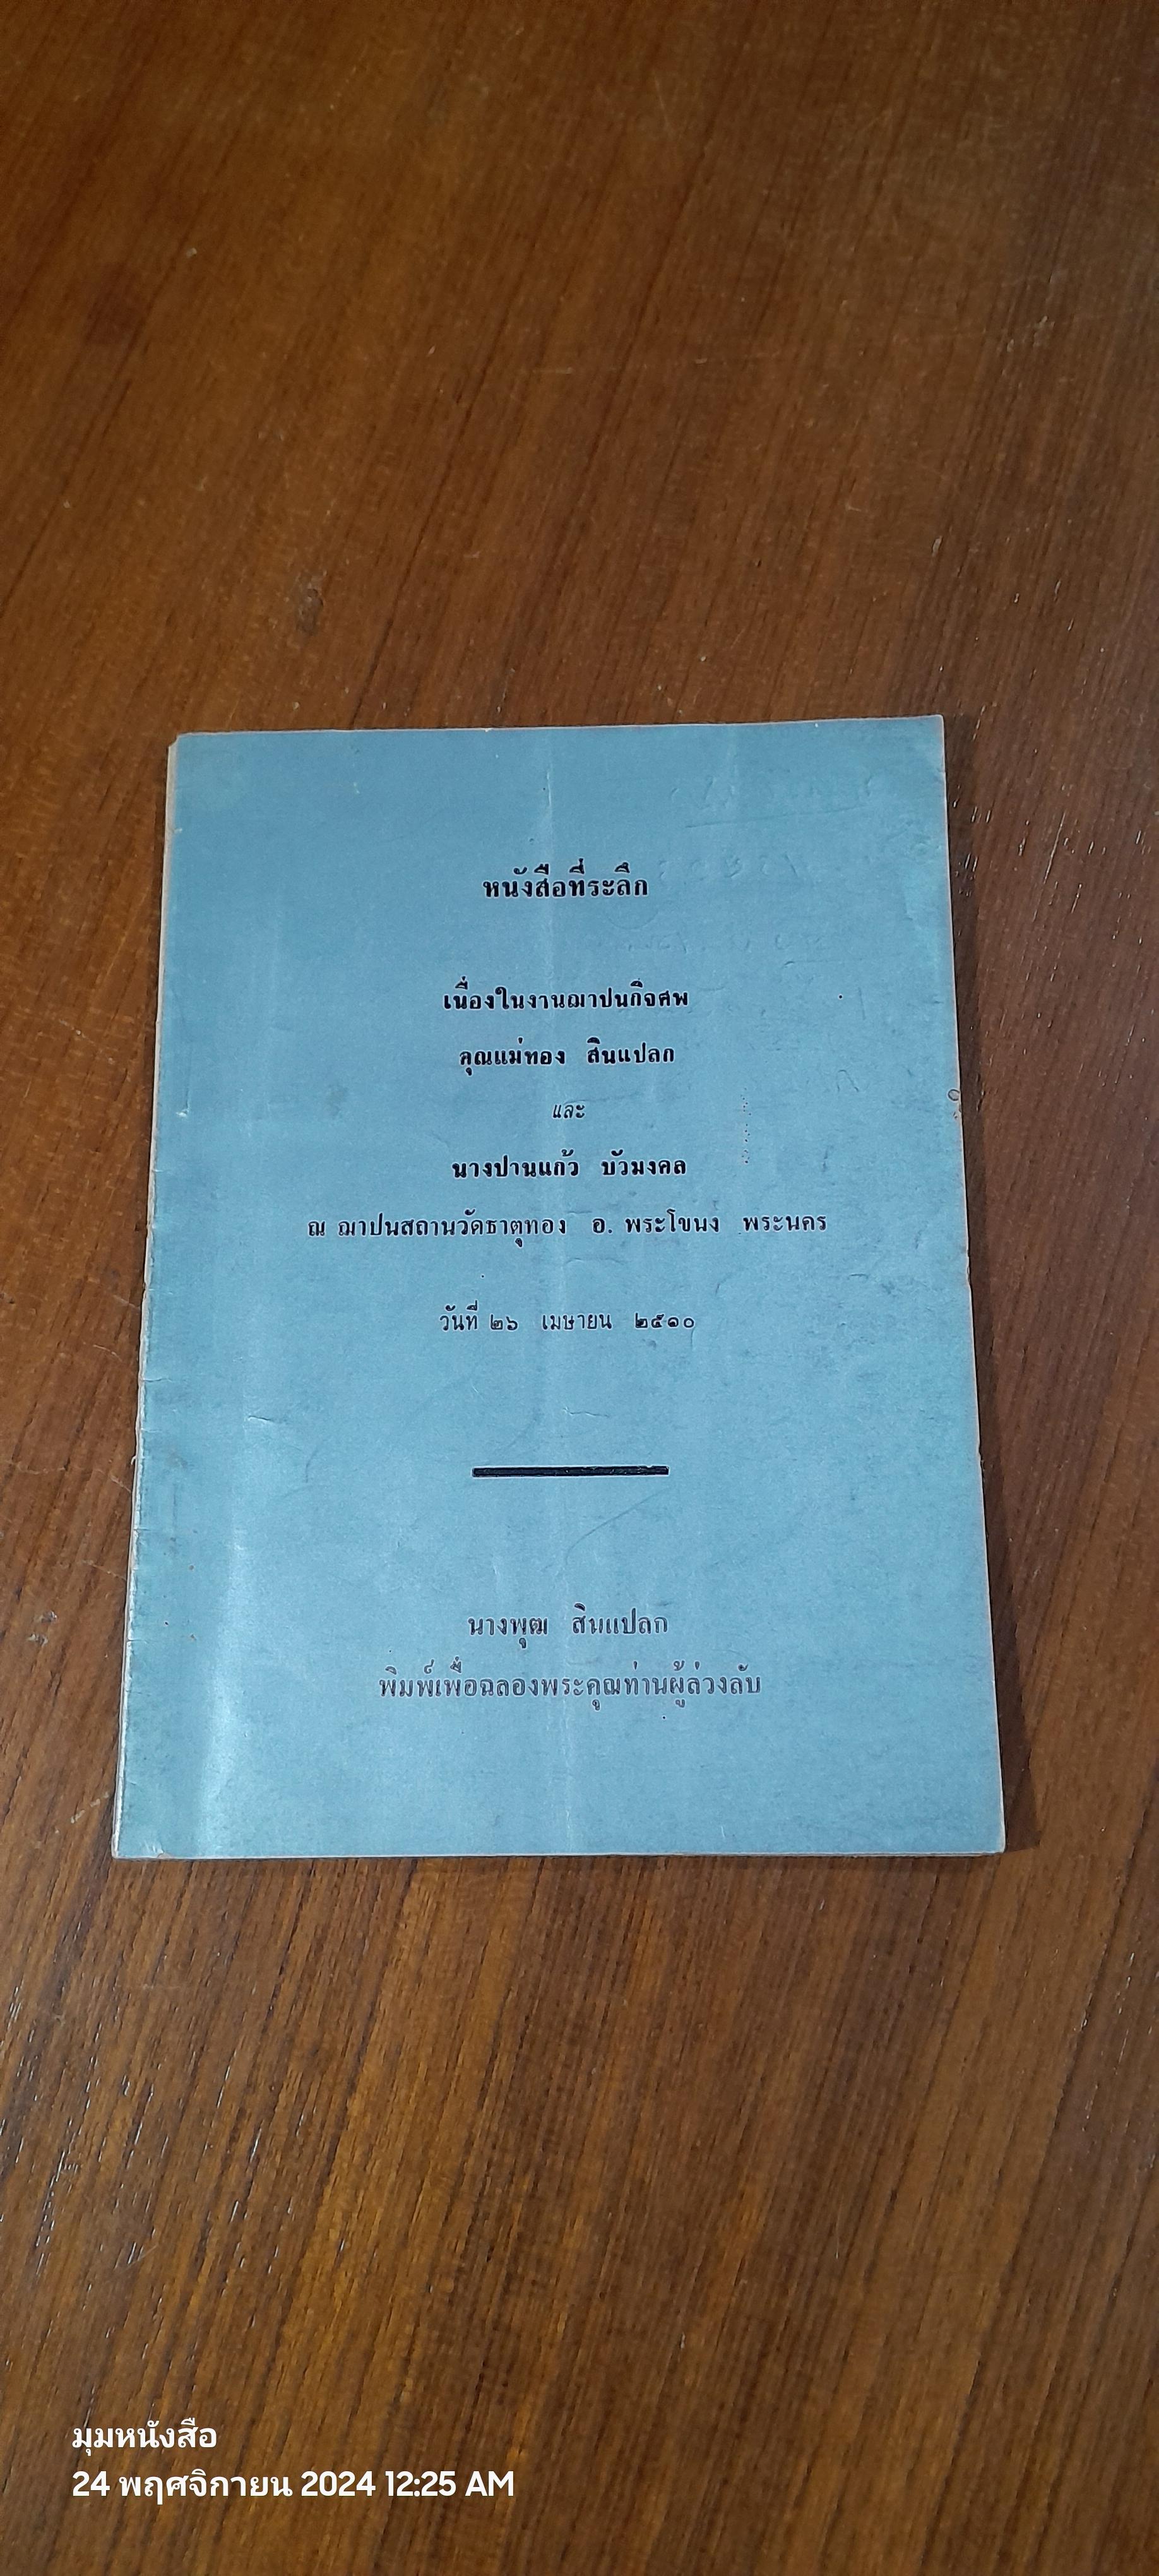 หนังสือที่ระลึก
เนื่องในงานฌาปนกิจศพ
คุณแม่ทอง สินแปลก
และ
นางปานแก้ว บัวมงคล
ณ ฌาปนสถานวัดธาตุทอง อ. พระโขนง พระนคร
วันที่ ๒๖ เมษายน ๒๕๑๐
นางพุฒ สินแปลก
พิมพ์เพื่อฉลองพระคุณท่านผู้ล่วงลับ
มุมหนังสือ
24 พฤศจิกายน 2024 12:25 AM